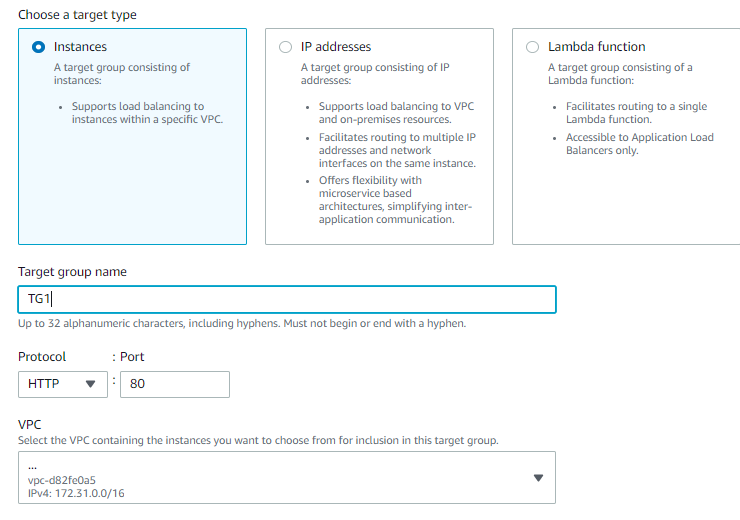 Choose a target type
Instances
A target group consisting of
instances:
• Supports load balancing to
instances within a specific VPC.
IP addresses
A target group consisting of IP
addresses:
• Supports load balancing to VPC
and on-premises resources.
• Facilitates routing to multiple IP
addresses and network
interfaces on the same instance.
• Offers flexibility with
microservice based
architectures, simplifying inter-
application communication.
Lambda function
A target group consisting of a
Lambda function:
• Facilitates routing to a single
Lambda function.
• Accessible to Application Load
Balancers only.
Target group name
TG1
Up to 32 alphanumeric characters, including hyphens. Must not begin or end with a hyphen.
Protocol : Port
HTTP : 80
VPC
Select the VPC containing the instances you want to choose from for inclusion in this target group.
...
vpc-d82fe0a5
IPv4: 172.31.0.0/16